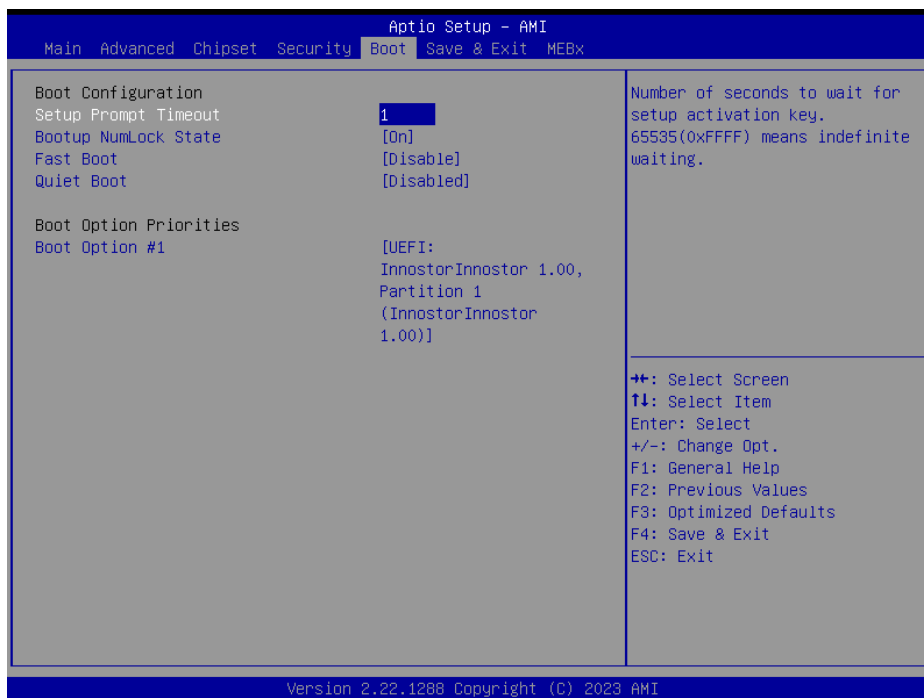 Aptio Setup – AMI
Main Advanced Chipset Security Boot Save & Exit MEBx
Boot Configuration
Setup Prompt Timeout 1
Bootup NumLock State [On]
Fast Boot [Disable]
Quiet Boot [Disabled]
Boot Option Priorities
Boot Option #1 [UEFI:
InnostorInnostor 1.00,
Partition 1
(InnostorInnostor
1.00)]
Number of seconds to wait for
setup activation key.
65535(0xFFFF) means indefinite
waiting.
→←: Select Screen
↑↓: Select Item
Enter: Select
+/-: Change Opt.
F1: General Help
F2: Previous Values
F3: Optimized Defaults
F4: Save & Exit
ESC: Exit
Version 2.22.1288 Copyright (C) 2023 AMI